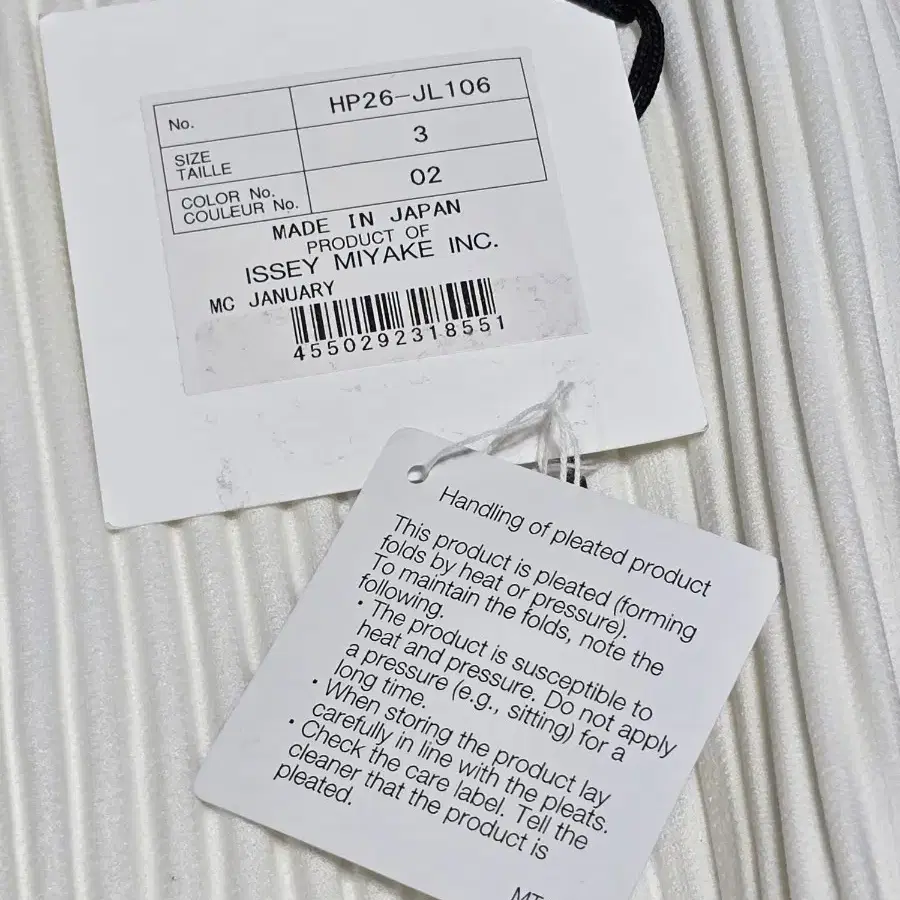 No. HP26-JL106
SIZE
TAILLE 3
COLOR No.
COULEUR No. 02
MADE IN JAPAN
PRODUCT OF
ISSEY MIYAKE INC.
MC JANUARY
4550292318551
Handling of pleated product
This product is pleated (forming
folds by heat or pressure).
To maintain the folds, note the
following.
・The product is susceptible to
heat and pressure. Do not apply
a pressure (e.g., sitting) for a
long time.
・When storing the product lay
carefully in line with the pleats.
・Check the care label. Tell the
cleaner that the product is
pleated.